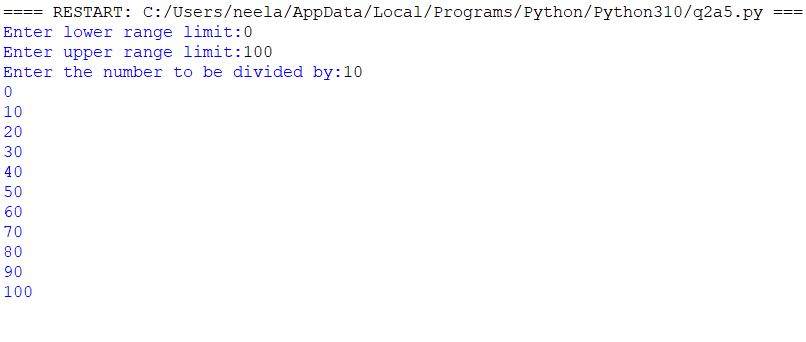 ==== RESTART: C:/Users/neela/AppData/Local/Programs/Python/Python310/q2a5.py ===
Enter lower range limit:0
Enter upper range limit:100
Enter the number to be divided by:10
0
10
20
30
40
50
60
70
80
90
100